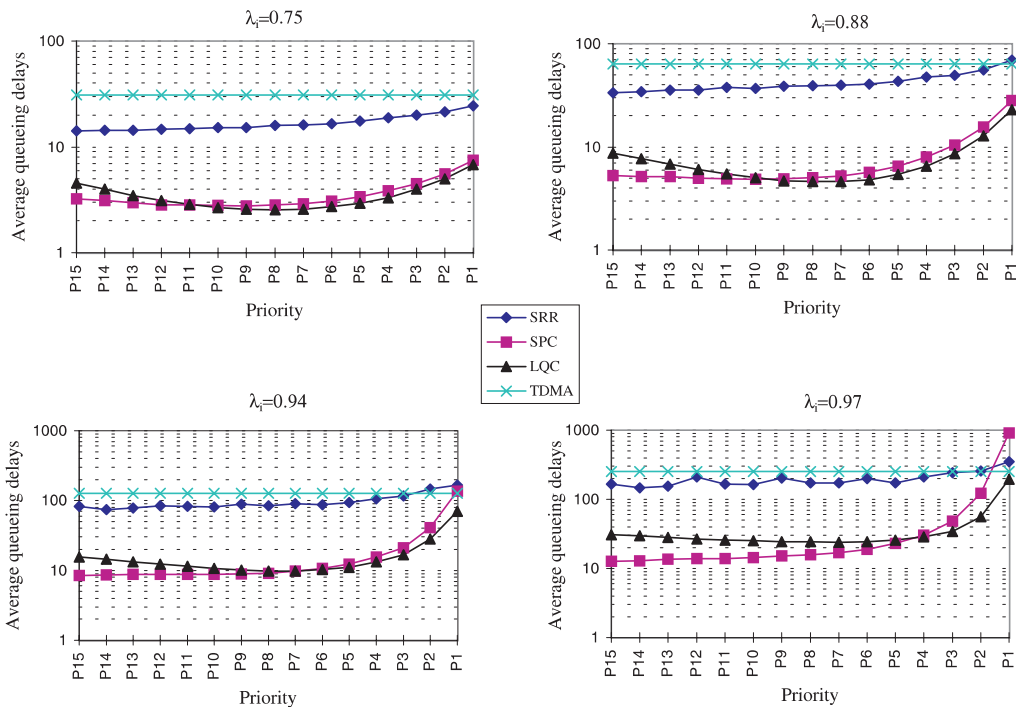 λi=0.75
Average queueing delays
100
10
1
P15 P14 P13 P12 P11 P10 P9 P8 P7 P6 P5 P4 P3 P2 P1
Priority
λi=0.88
Average queueing delays
100
10
1
P15 P14 P13 P12 P11 P10 P9 P8 P7 P6 P5 P4 P3 P2 P1
Priority
SRR
SPC
LQC
TDMA
λi=0.94
Average queueing delays
1000
100
10
1
P15 P14 P13 P12 P11 P10 P9 P8 P7 P6 P5 P4 P3 P2 P1
Priority
λi=0.97
Average queueing delays
1000
100
10
1
P15 P14 P13 P12 P11 P10 P9 P8 P7 P6 P5 P4 P3 P2 P1
Priority